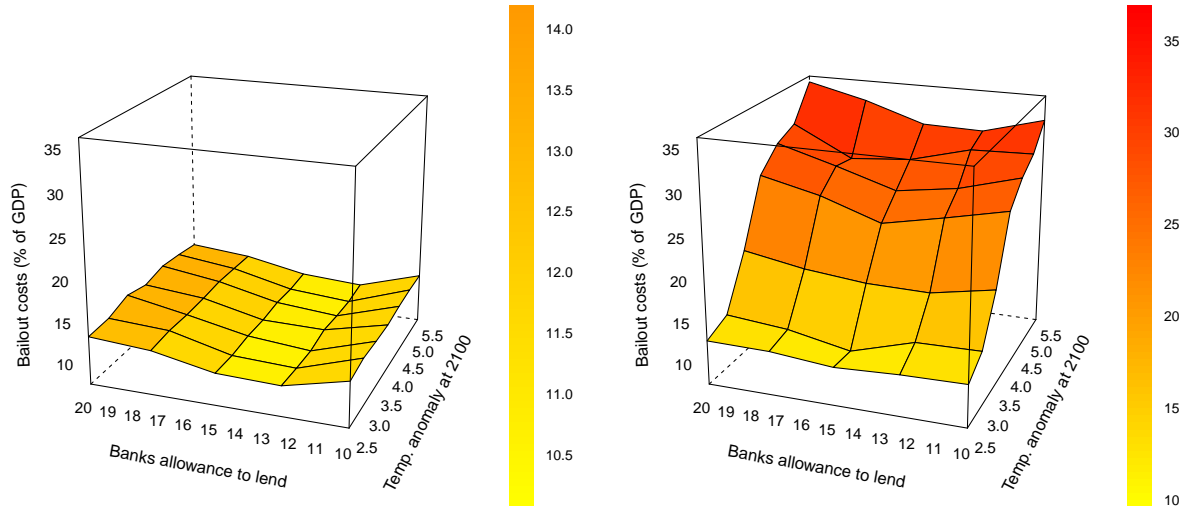 35
30
25
20
15
10
Bailout costs (% of GDP)
20 19 18 17 16 15 14 13 12 11 10
Banks allowance to lend
2.5 3.0 3.5 4.0 4.5 5.0 5.5
Temp. anomaly at 2100
14.0
13.0
12.5
12.0
11.5
11.0
10.5
35
30
25
20
15
10
Bailout costs (% of GDP)
20 19 18 17 16 15 14 13 12 11 10
Banks allowance to lend
2.5 3.0 3.5 4.0 4.5 5.0 5.5
Temp. anomaly at 2100
35
30
25
20
15
10